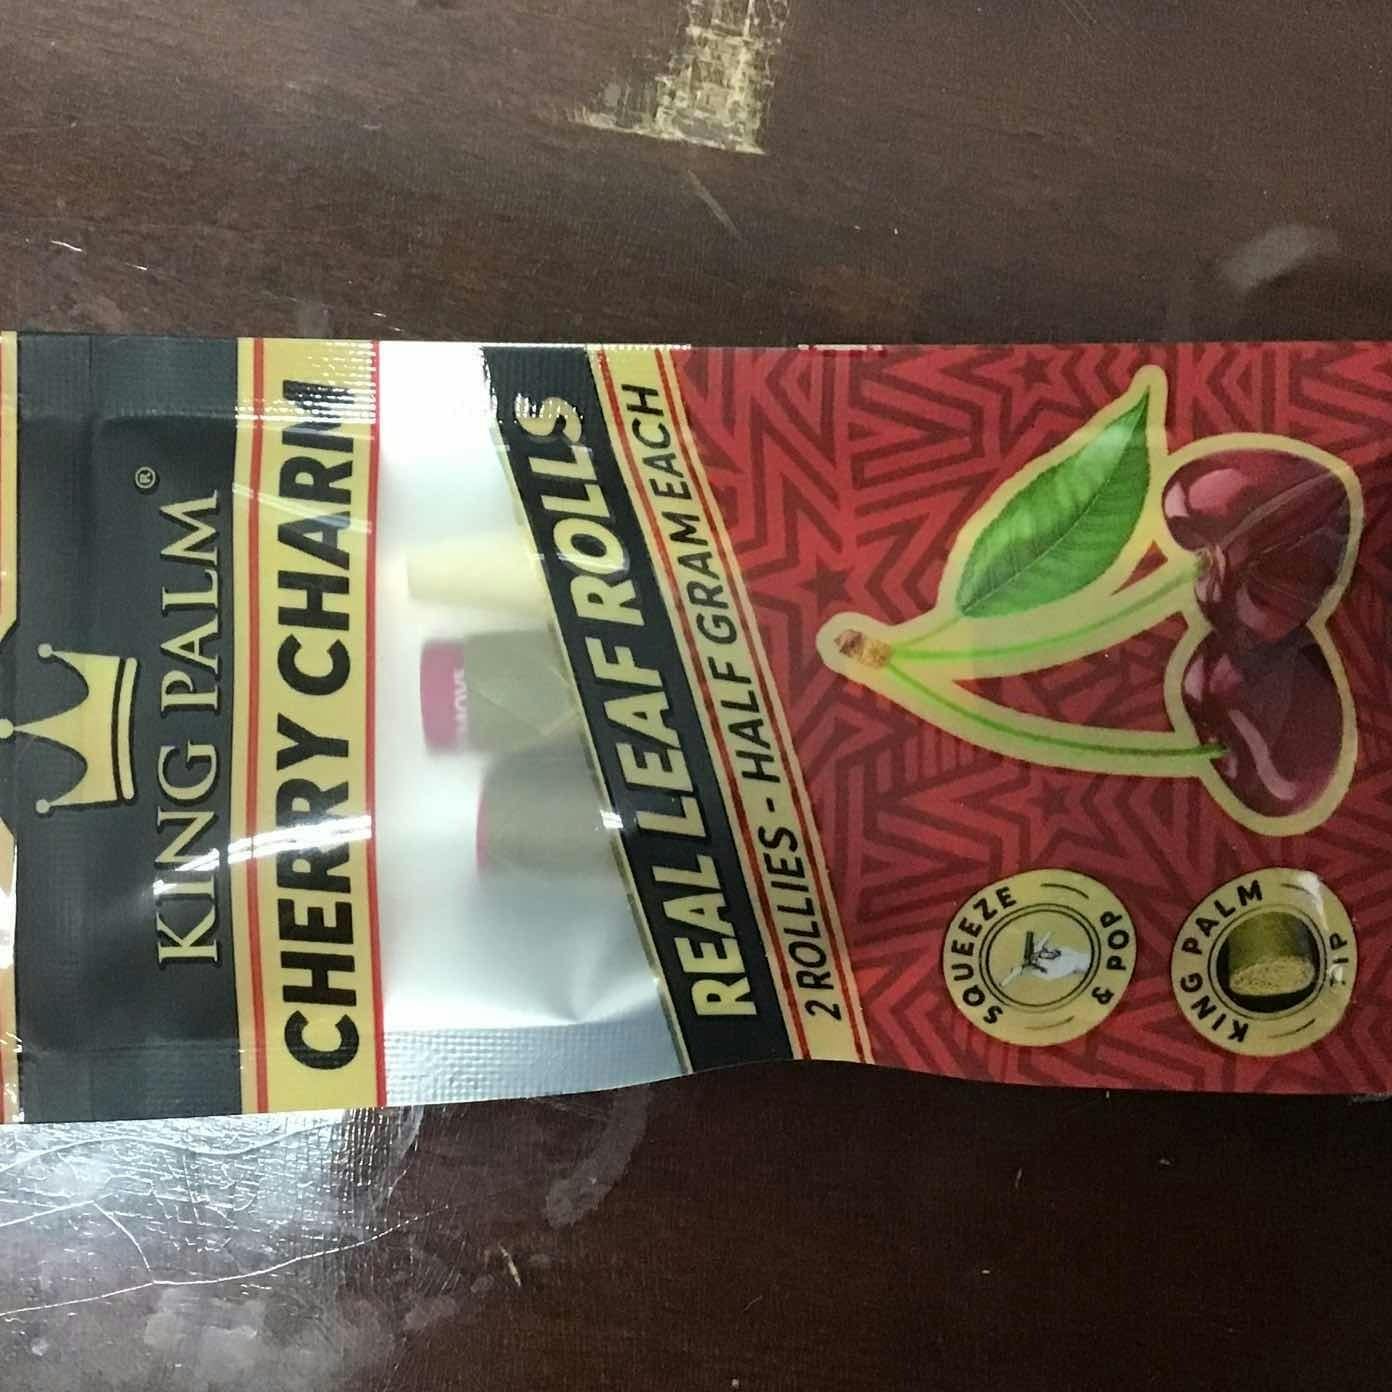 KING PALM®
CHERRY CHARM
REAL LEAF ROLLS
2 ROLLIES - HALF GRAM EACH
SQUEEZE
& POP
KING PALM
TIP